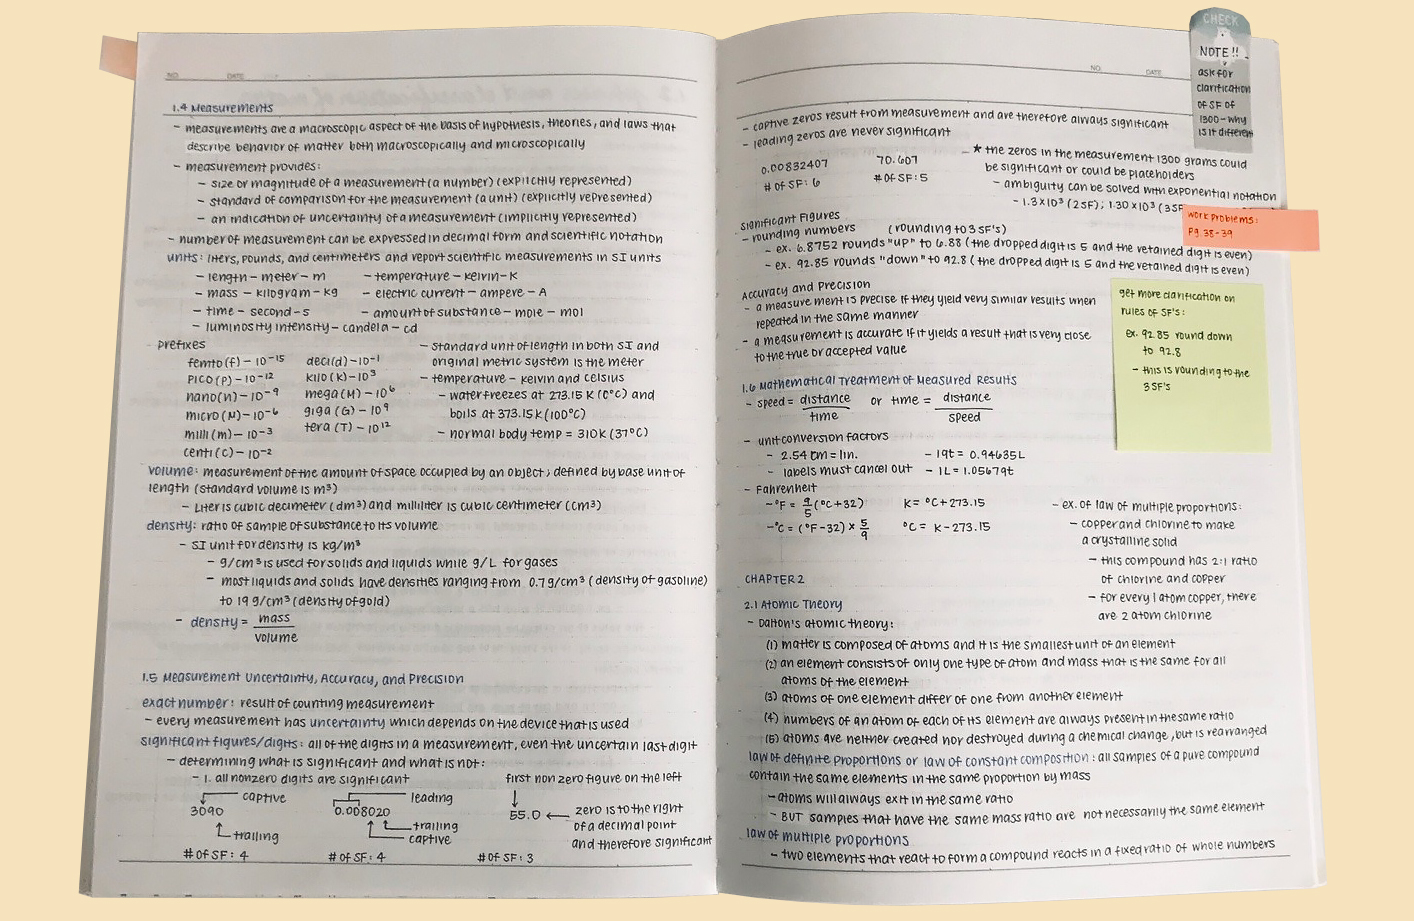 NO. DATE
1.4 Measurements
- measurements are a macroscopic aspect of the basis of hypothesis, theories, and laws that
describe behavior of matter both macroscopically and microscopically
- measurement provides:
- size or magnitude of a measurement (a number) (explicitly represented)
- standard of comparison for the measurement (a unit) (explicitly represented)
- an indication of uncertainty of a measurement (implicitly represented)
- number of measurement can be expressed in decimal form and scientific notation
units: liters, pounds, and centimeters and report scientific measurements in SI units
- length - meter - m - temperature - kelvin - K
- mass - kilogram - kg - electric current - ampere - A
- time - second - s - amount of substance - mole - mol
- luminosity intensity - candela - cd
prefixes
femto (f) - 10⁻¹⁵ deci (d) - 10⁻¹
pico (p) - 10⁻¹² kilo (k) - 10³
nano (n) - 10⁻⁹ mega (M) - 10⁶
micro (μ) - 10⁻⁶ giga (G) - 10⁹
milli (m) - 10⁻³ tera (T) - 10¹²
centi (c) - 10⁻²
- standard unit of length in both SI and
original metric system is the meter
- temperature - kelvin and celsius
- water freezes at 273.15 K (0°C) and
boils at 373.15 K (100°C)
- normal body temp = 310K (37°C)
volume: measurement of the amount of space occupied by an object; defined by base unit of
length (standard volume is m³)
- Liter is cubic decimeter (dm³) and milliliter is cubic centimeter (cm³)
density: ratio of sample of substance to its volume
- SI unit for density is kg/m³
- g/cm³ is used for solids and liquids while g/L for gases
- most liquids and solids have densities ranging from 0.7 g/cm³ (density of gasoline)
to 19 g/cm³ (density of gold)
- density = mass
volume
1.5 Measurement Uncertainty, Accuracy, and Precision
exact number: result of counting measurement
- every measurement has uncertainty which depends on the device that is used
significant figures/digits: all of the digits in a measurement, even the uncertain last digit
- determining what is significant and what is not:
- 1. all nonzero digits are significant
captive
3090
trailing
# of SF: 4
leading
0.008020
trailing
captive
# of SF: 4
first non zero figure on the left
55.0 ← zero is to the right
of a decimal point
and therefore significant
# of SF: 3
NO. DATE
- captive zeros result from measurement and are therefore always significant
- leading zeros are never significant
0.00832407 70.607
# of SF: 6 # of SF: 5
★ the zeros in the measurement 1300 grams could
be significant or could be placeholders
- ambiguity can be solved with exponential notation
- 1.3 x 10³ (2SF); 1.30 x 10³ (3SF
CHECK
NOTE!!
ask for
clarification
of SF of
1300 - why
is it different
work problems:
pg. 38-39
significant Figures
- rounding numbers (rounding to 3 SF's)
- ex. 6.8752 rounds "UP" to 6.88 (the dropped digit is 5 and the retained digit is even)
- ex. 92.85 rounds "down" to 92.8 (the dropped digit is 5 and the retained digit is even)
Accuracy and Precision
- a measurement is precise if they yield very similar results when
repeated in the same manner
- a measurement is accurate if it yields a result that is very close
to the true or accepted value
get more clarification on
rules of SF's:
ex. 92.85 round down
to 92.8
- this is rounding to the
3 SF's
1.6 Mathematical Treatment of Measured Results
- speed = distance or time = distance
time speed
- unit conversion factors
- 2.54 cm = 1in. - 1qt = 0.94635L
- labels must cancel out - 1L = 1.0567qt
- Fahrenheit
- °F = 9/5 (°C + 32) K = °C + 273.15
- °C = (°F - 32) x 5/9 °C = K - 273.15
- ex. of law of multiple proportions:
- copper and chlorine to make
a crystalline solid
- this compound has 2:1 ratio
of chlorine and copper
- for every 1 atom copper, there
are 2 atom chlorine
CHAPTER 2
2.1 Atomic Theory
- Dalton's atomic theory:
(1) matter is composed of atoms and it is the smallest unit of an element
(2) an element consists of only one type of atom and mass that is the same for all
atoms of the element
(3) atoms of one element differ of one from another element
(4) numbers of an atom of each of its element are always present in the same ratio
(5) atoms are neither created nor destroyed during a chemical change, but is rearranged
law of definite proportions or law of constant composition: all samples of a pure compound
contain the same elements in the same proportion by mass
- atoms will always exit in the same ratio
- BUT samples that have the same mass ratio are not necessarily the same element
law of multiple proportions
- two elements that react to form a compound reacts in a fixed ratio of whole numbers